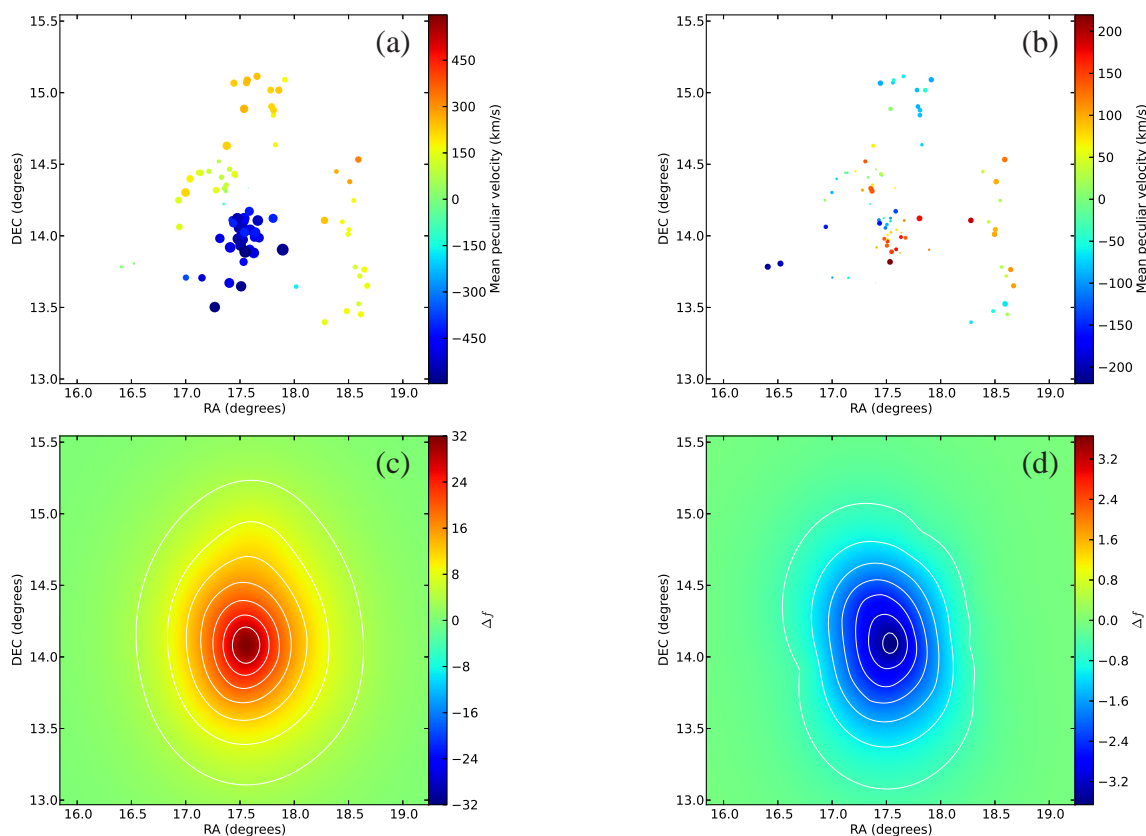 (a)
15.5
15.0
14.5
14.0
13.5
13.0
DEC (degrees)
16.0 16.5 17.0 17.5 18.0 18.5 19.0
RA (degrees)
450
300
150
0
−150
−300
−450
Mean peculiar velocity (km/s)
(b)
15.5
15.0
14.5
14.0
13.5
13.0
DEC (degrees)
16.0 16.5 17.0 17.5 18.0 18.5 19.0
RA (degrees)
200
150
100
50
0
−50
−100
−150
−200
Mean peculiar velocity (km/s)
(c)
15.5
15.0
14.5
14.0
13.5
13.0
DEC (degrees)
16.0 16.5 17.0 17.5 18.0 18.5 19.0
RA (degrees)
32
24
16
8
0
−8
−16
−24
−32
Δf
(d)
15.5
15.0
14.5
14.0
13.5
13.0
DEC (degrees)
16.0 16.5 17.0 17.5 18.0 18.5 19.0
RA (degrees)
3.2
2.4
1.6
0.8
0.0
−0.8
−1.6
−2.4
−3.2
Δf